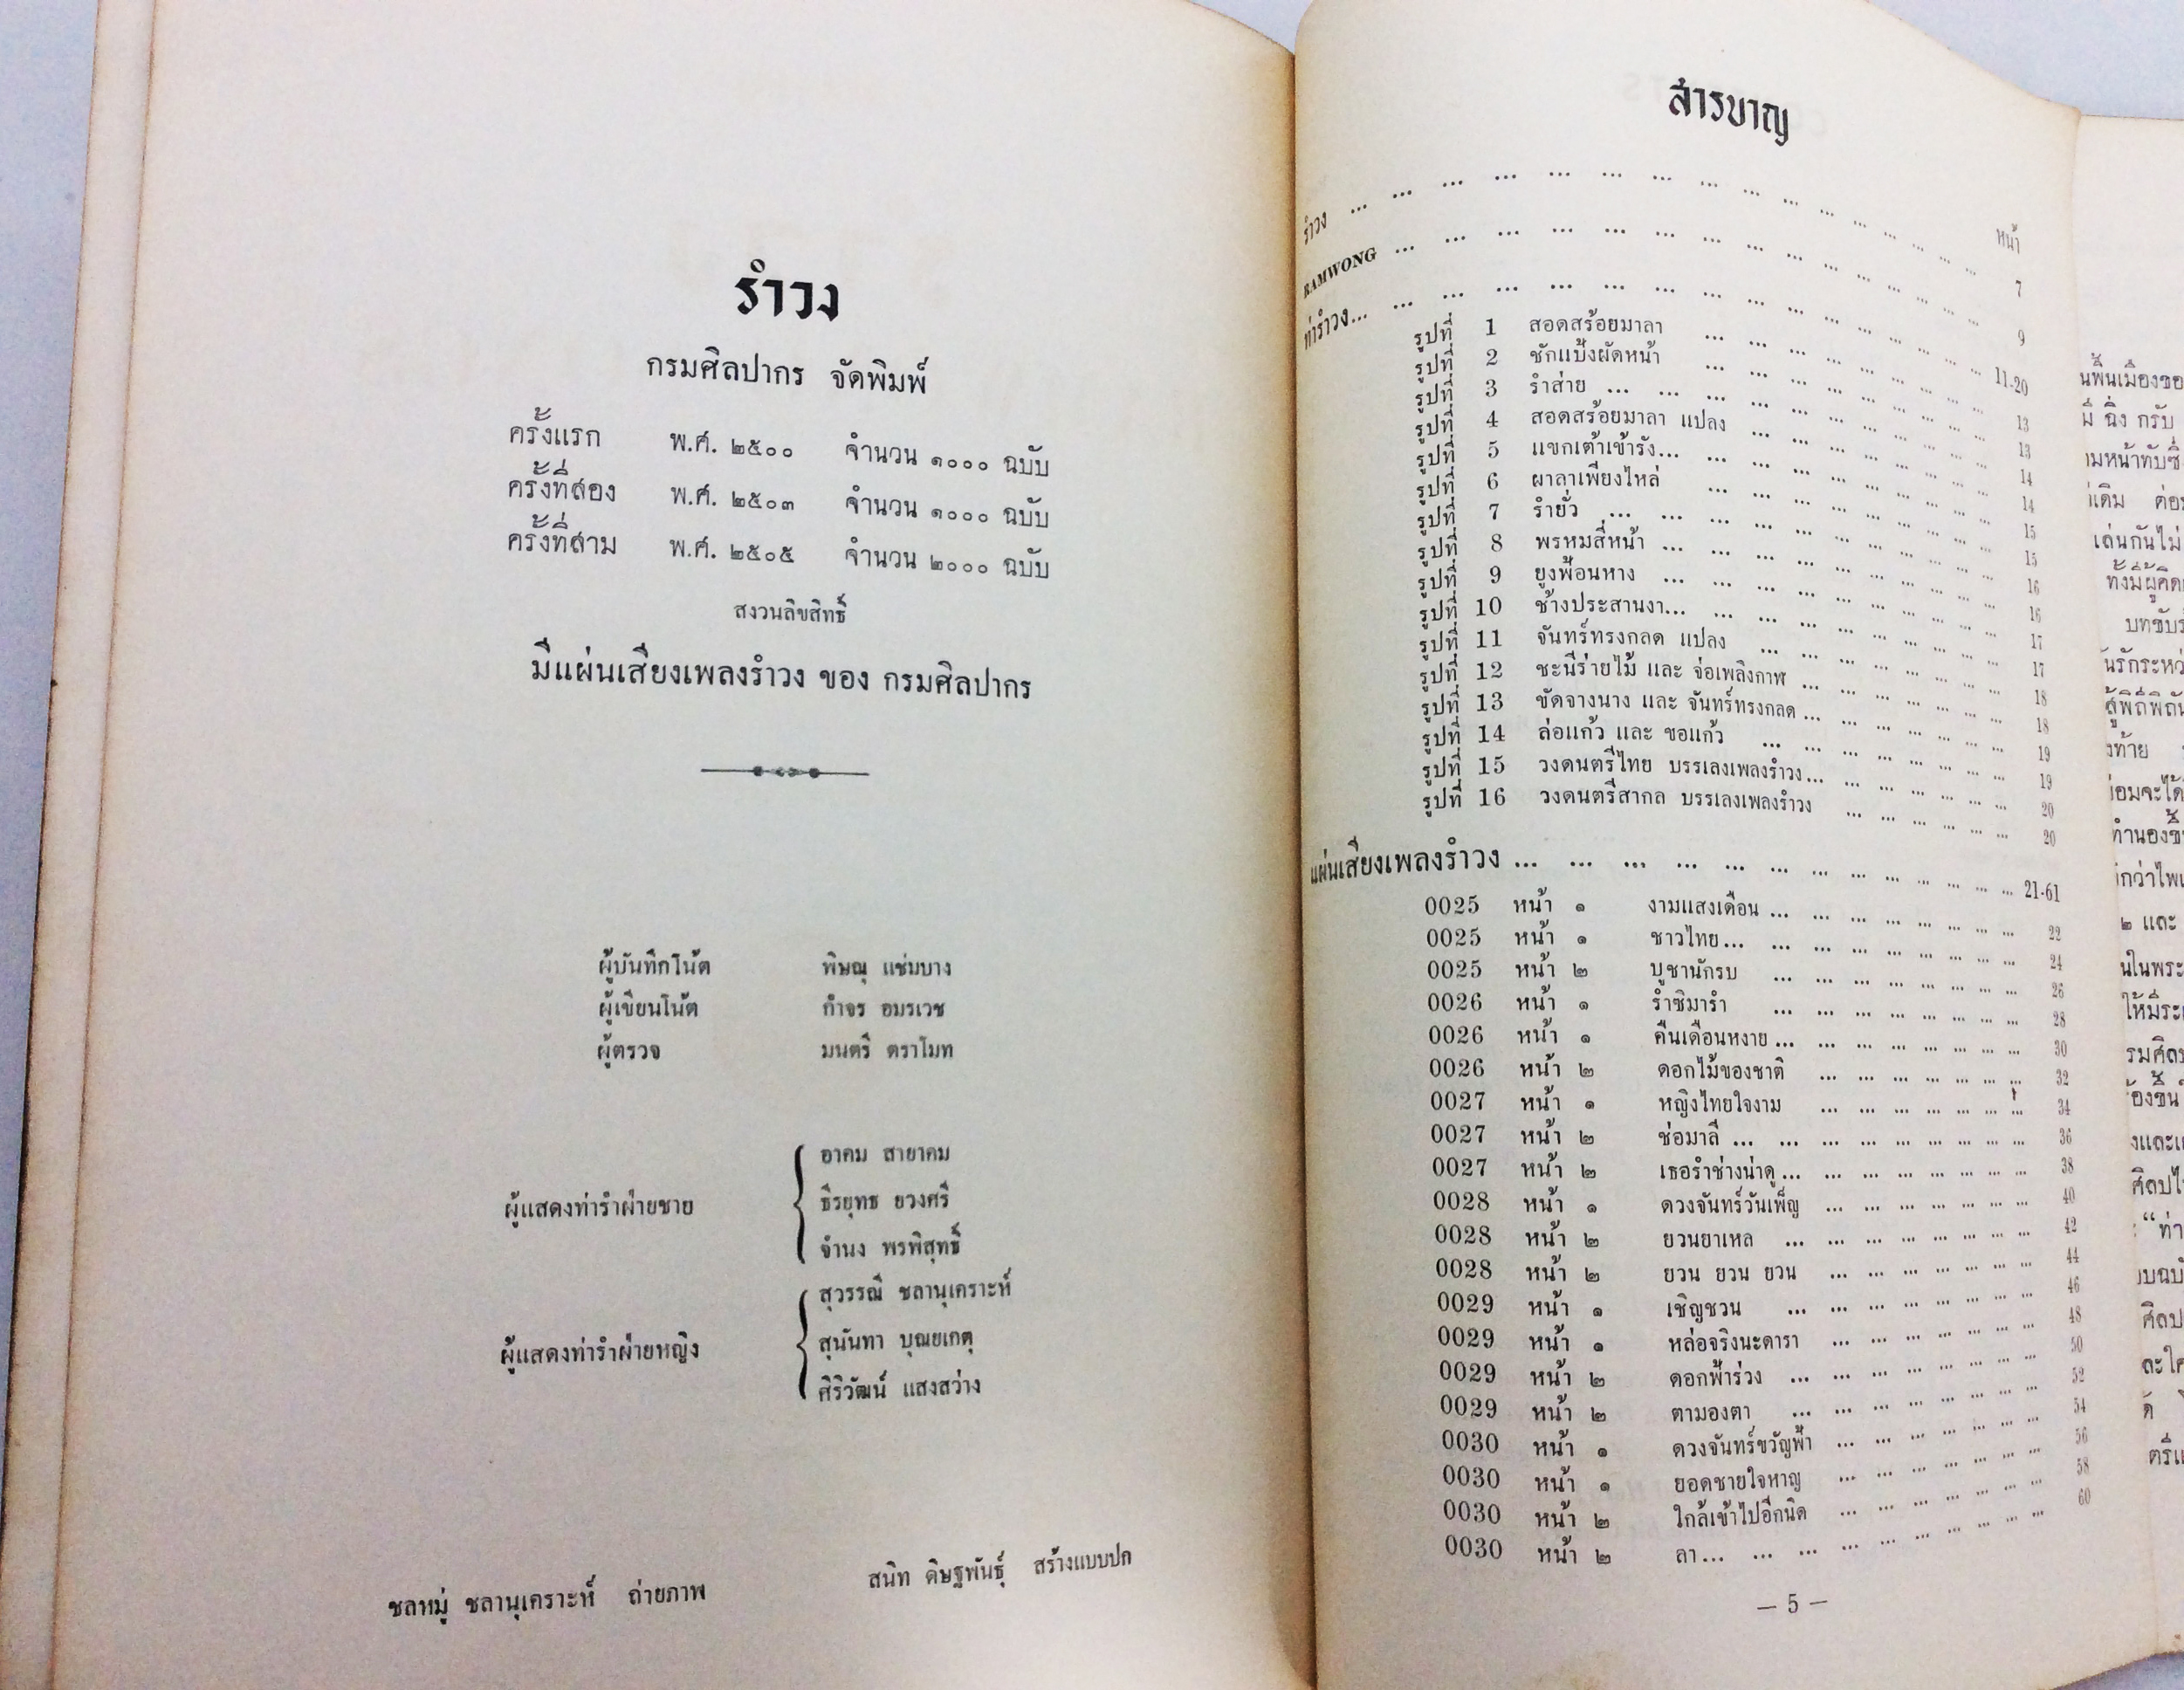 รำวง
กรมศิลปากร จัดพิมพ์
ครั้งแรก พ.ศ. ๒๕๐๐ จำนวน ๑๐๐๐ ฉบับ
ครั้งที่สอง พ.ศ. ๒๕๐๓ จำนวน ๑๐๐๐ ฉบับ
ครั้งที่สาม พ.ศ. ๒๕๐๕ จำนวน ๒๐๐๐ ฉบับ
สงวนลิขสิทธิ์
มีแผ่นเสียงเพลงรำวง ของ กรมศิลปากร
ผู้บันทึกโน้ต พิษณุ แช่มบาง
ผู้เขียนโน้ต กำจร อมรเวช
ผู้ตรวจ มนตรี ตราโมท
ผู้แสดงท่ารำฝ่ายชาย
อาคม สายาคม
ธีรยุทธ ยวงศรี
จำนง พรพิสุทธิ์
ผู้แสดงท่ารำฝ่ายหญิง
สุวรรณี ชลานุเคราะห์
สุนันทา บุณยเกตุ
ศิริวัฒน์ แสงสว่าง
ชลหมู่ ชลานุเคราะห์ ถ่ายภาพ
สนิท ดิษฐพันธุ์ สร้างแบบปก
สารบาญ
หน้า
รำวง ... 7
RAMWONG ... 9
ท่ารำวง... 11-20
รูปที่ 1 สอดสร้อยมาลา ... 13
รูปที่ 2 ชักแป้งผัดหน้า ... 13
รูปที่ 3 รำส่าย ... 14
รูปที่ 4 สอดสร้อยมาลา แปลง ... 14
รูปที่ 5 แขกเต้าเข้ารัง... 15
รูปที่ 6 ผาลาเพียงไหล่ ... 15
รูปที่ 7 รำยั่ว ... 16
รูปที่ 8 พรหมสี่หน้า ... 16
รูปที่ 9 ยูงฟ้อนหาง ... 17
รูปที่ 10 ช้างประสานงา... 17
รูปที่ 11 จันทร์ทรงกลด แปลง ... 18
รูปที่ 12 ชะนีร่ายไม้ และ จ่อเพลิงกาฬ ... 18
รูปที่ 13 ขัดจางนาง และ จันทร์ทรงกลด ... 19
รูปที่ 14 ล่อแก้ว และ ขอแก้ว ... 19
รูปที่ 15 วงดนตรีไทย บรรเลงเพลงรำวง... 20
รูปที่ 16 วงดนตรีสากล บรรเลงเพลงรำวง ... 20
แผ่นเสียงเพลงรำวง ... 21-61
0025 หน้า ๑ งามแสงเดือน ... 22
0025 หน้า ๑ ชาวไทย... 24
0025 หน้า ๒ บูชานักรบ ... 26
0026 หน้า ๑ รำซิมารำ ... 28
0026 หน้า ๑ คืนเดือนหงาย ... 30
0026 หน้า ๒ ดอกไม้ของชาติ ... 32
0027 หน้า ๑ หญิงไทยใจงาม ... 34
0027 หน้า ๒ ช่อมาลี ... 36
0027 หน้า ๒ เธอรำช่างน่าดู ... 38
0028 หน้า ๑ ดวงจันทร์วันเพ็ญ ... 40
0028 หน้า ๒ ยวนยาเหล ... 42
0028 หน้า ๒ ยวน ยวน ยวน ... 44
0029 หน้า ๑ เชิญชวน ... 46
0029 หน้า ๑ หล่อจริงนะดารา ... 48
0029 หน้า ๒ ดอกฟ้าร่วง ... 50
0029 หน้า ๒ ตามองตา ... 52
0030 หน้า ๑ ดวงจันทร์ขวัญฟ้า ... 54
0030 หน้า ๑ ยอดชายใจหาญ ... 56
0030 หน้า ๒ ใกล้เข้าไปอีกนิด ... 58
0030 หน้า ๒ ลา... 60
— 5 —